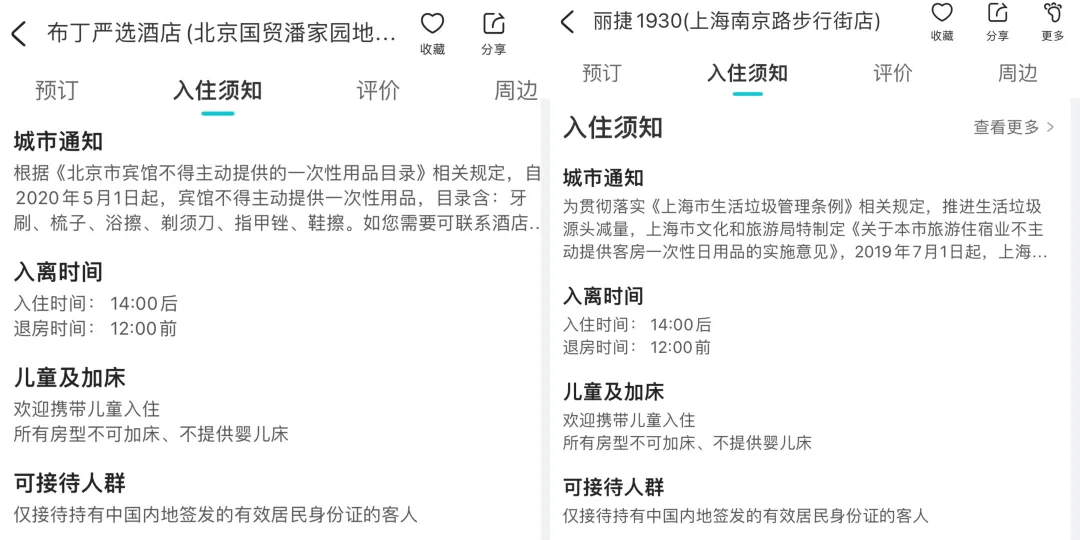 布丁严选酒店(北京国贸潘家园地...
收藏
分享
预订
入住须知
评价
周边
城市通知
根据《北京市宾馆不得主动提供的一次性用品目录》相关规定，自
2020年5月1日起，宾馆不得主动提供一次性用品，目录含：牙
刷、梳子、浴擦、剃须刀、指甲锉、鞋擦。如您需要可联系酒店...
入离时间
入住时间： 14:00后
退房时间： 12:00前
儿童及加床
欢迎携带儿童入住
所有房型不可加床、不提供婴儿床
可接待人群
仅接待持有中国内地签发的有效居民身份证的客人
丽捷1930(上海南京路步行街店)
收藏
分享
更多
预订
入住须知
评价
周边
入住须知
查看更多 >
城市通知
为贯彻落实《上海市生活垃圾管理条例》相关规定，推进生活垃圾
源头减量，上海市文化和旅游局特制定《关于本市旅游住宿业不主
动提供客房一次性日用品的实施意见》，2019年7月1日起，上海...
入离时间
入住时间： 14:00后
退房时间： 12:00前
儿童及加床
欢迎携带儿童入住
所有房型不可加床、不提供婴儿床
可接待人群
仅接待持有中国内地签发的有效居民身份证的客人